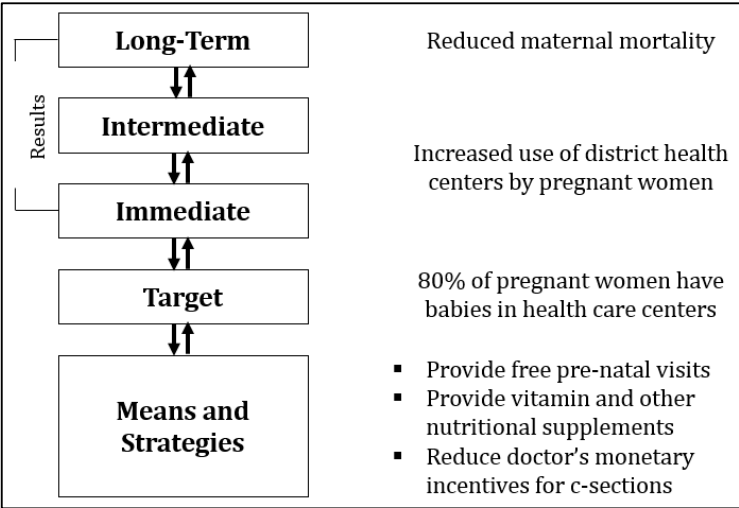 Long-Term
Reduced maternal mortality
Results
Intermediate
Increased use of district health
centers by pregnant women
Immediate
Target
80% of pregnant women have
babies in health care centers
Means and
Strategies
▪ Provide free pre-natal visits
▪ Provide vitamin and other
nutritional supplements
▪ Reduce doctor's monetary
incentives for c-sections